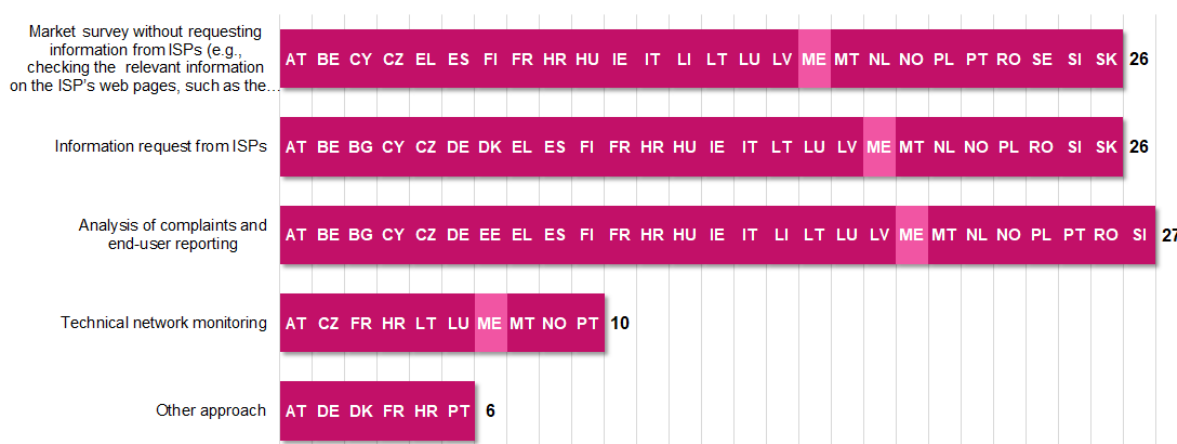 Market survey without requesting
information from ISPs (e.g.,
checking the relevant information
on the ISP's web pages, such as the…
AT BE CY CZ EL ES FI FR HR HU IE IT LI LT LU LV ME MT NL NO PL PT RO SE SI SK 26
Information request from ISPs
AT BE BG CY CZ DE DK EL ES FI FR HR HU IE IT LT LU LV ME MT NL NO PL RO SI SK 26
Analysis of complaints and
end-user reporting
AT BE BG CY CZ DE EE EL ES FI FR HR HU IE IT LI LT LU LV ME MT NL NO PL PT RO SI 27
Technical network monitoring
AT CZ FR HR LT LU ME MT NO PT 10
Other approach
AT DE DK FR HR PT 6